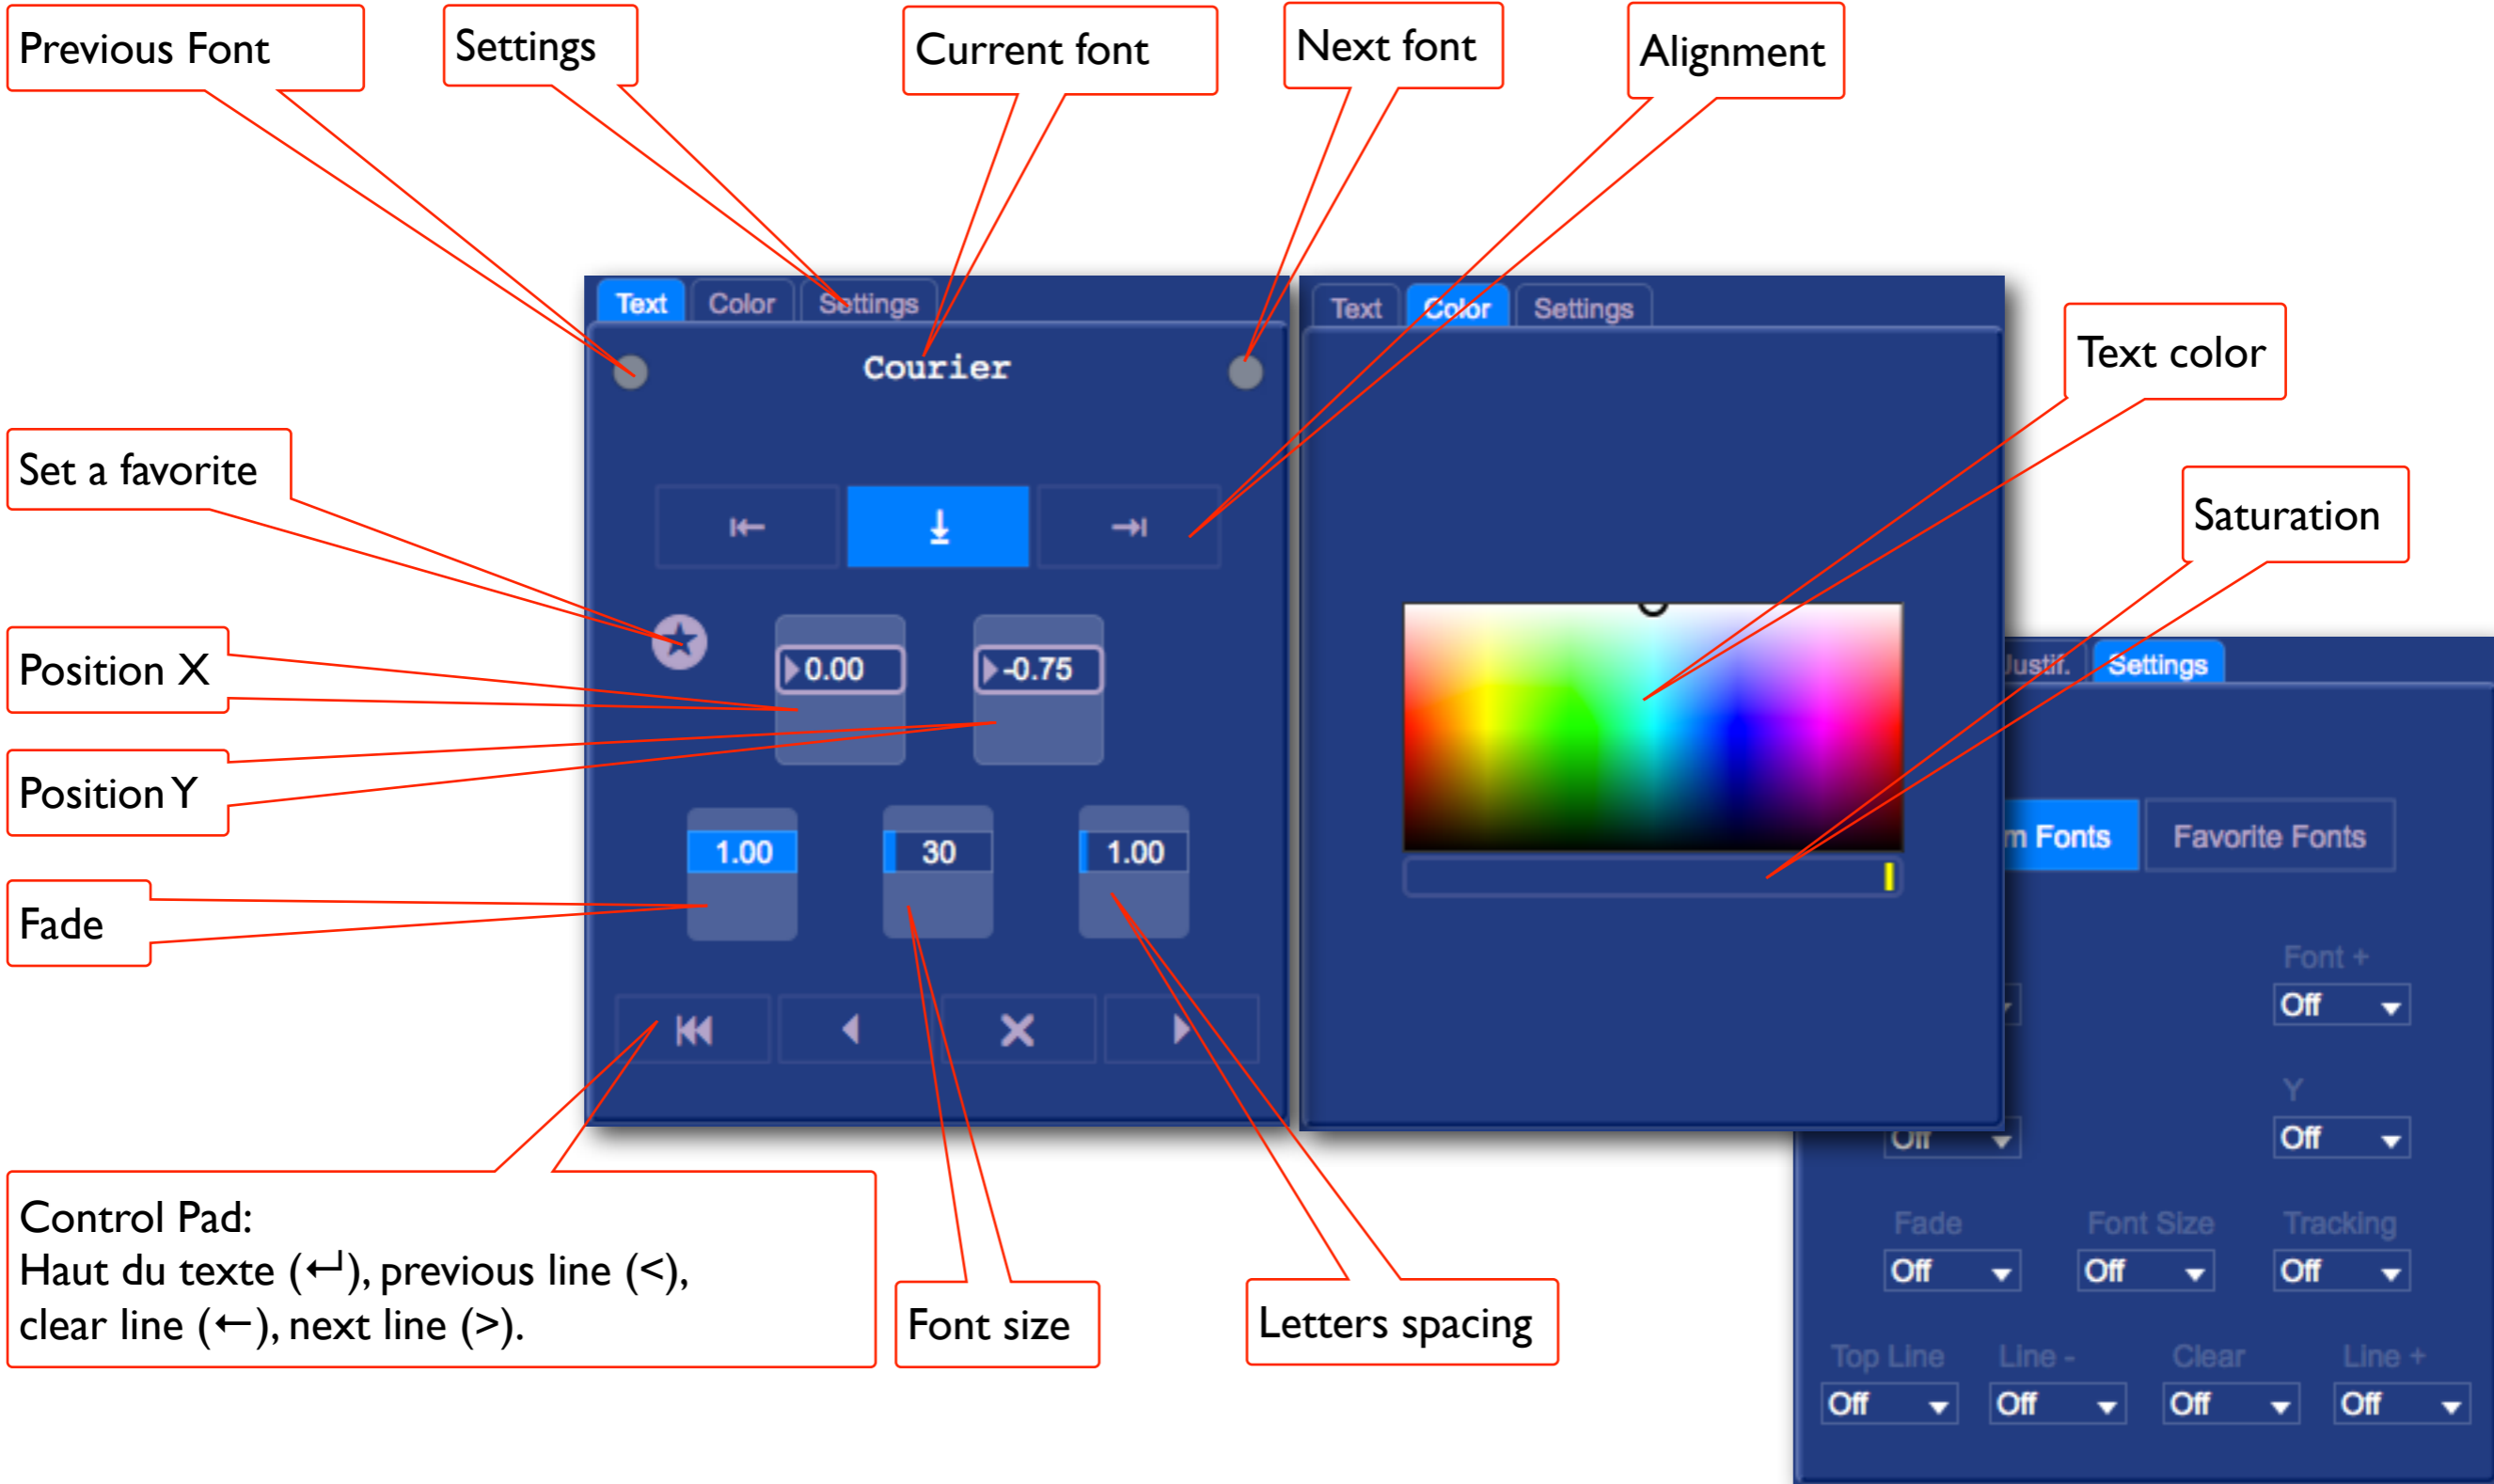 Previous Font
Settings
Current font
Next font
Alignment
Text Color Settings
Courier
Text Color Settings
Text color
Set a favorite
Saturation
Position X
0.00
-0.75
Justif. Settings
Position Y
Fonts Favorite Fonts
1.00
30
1.00
Fade
Font +
Off
Y
Off
Off
Control Pad:
Haut du texte (↵), previous line (<),
clear line (←), next line (>).
Font size
Letters spacing
Fade Font Size Tracking
Off Off Off
Top Line Line - Clear Line +
Off Off Off Off